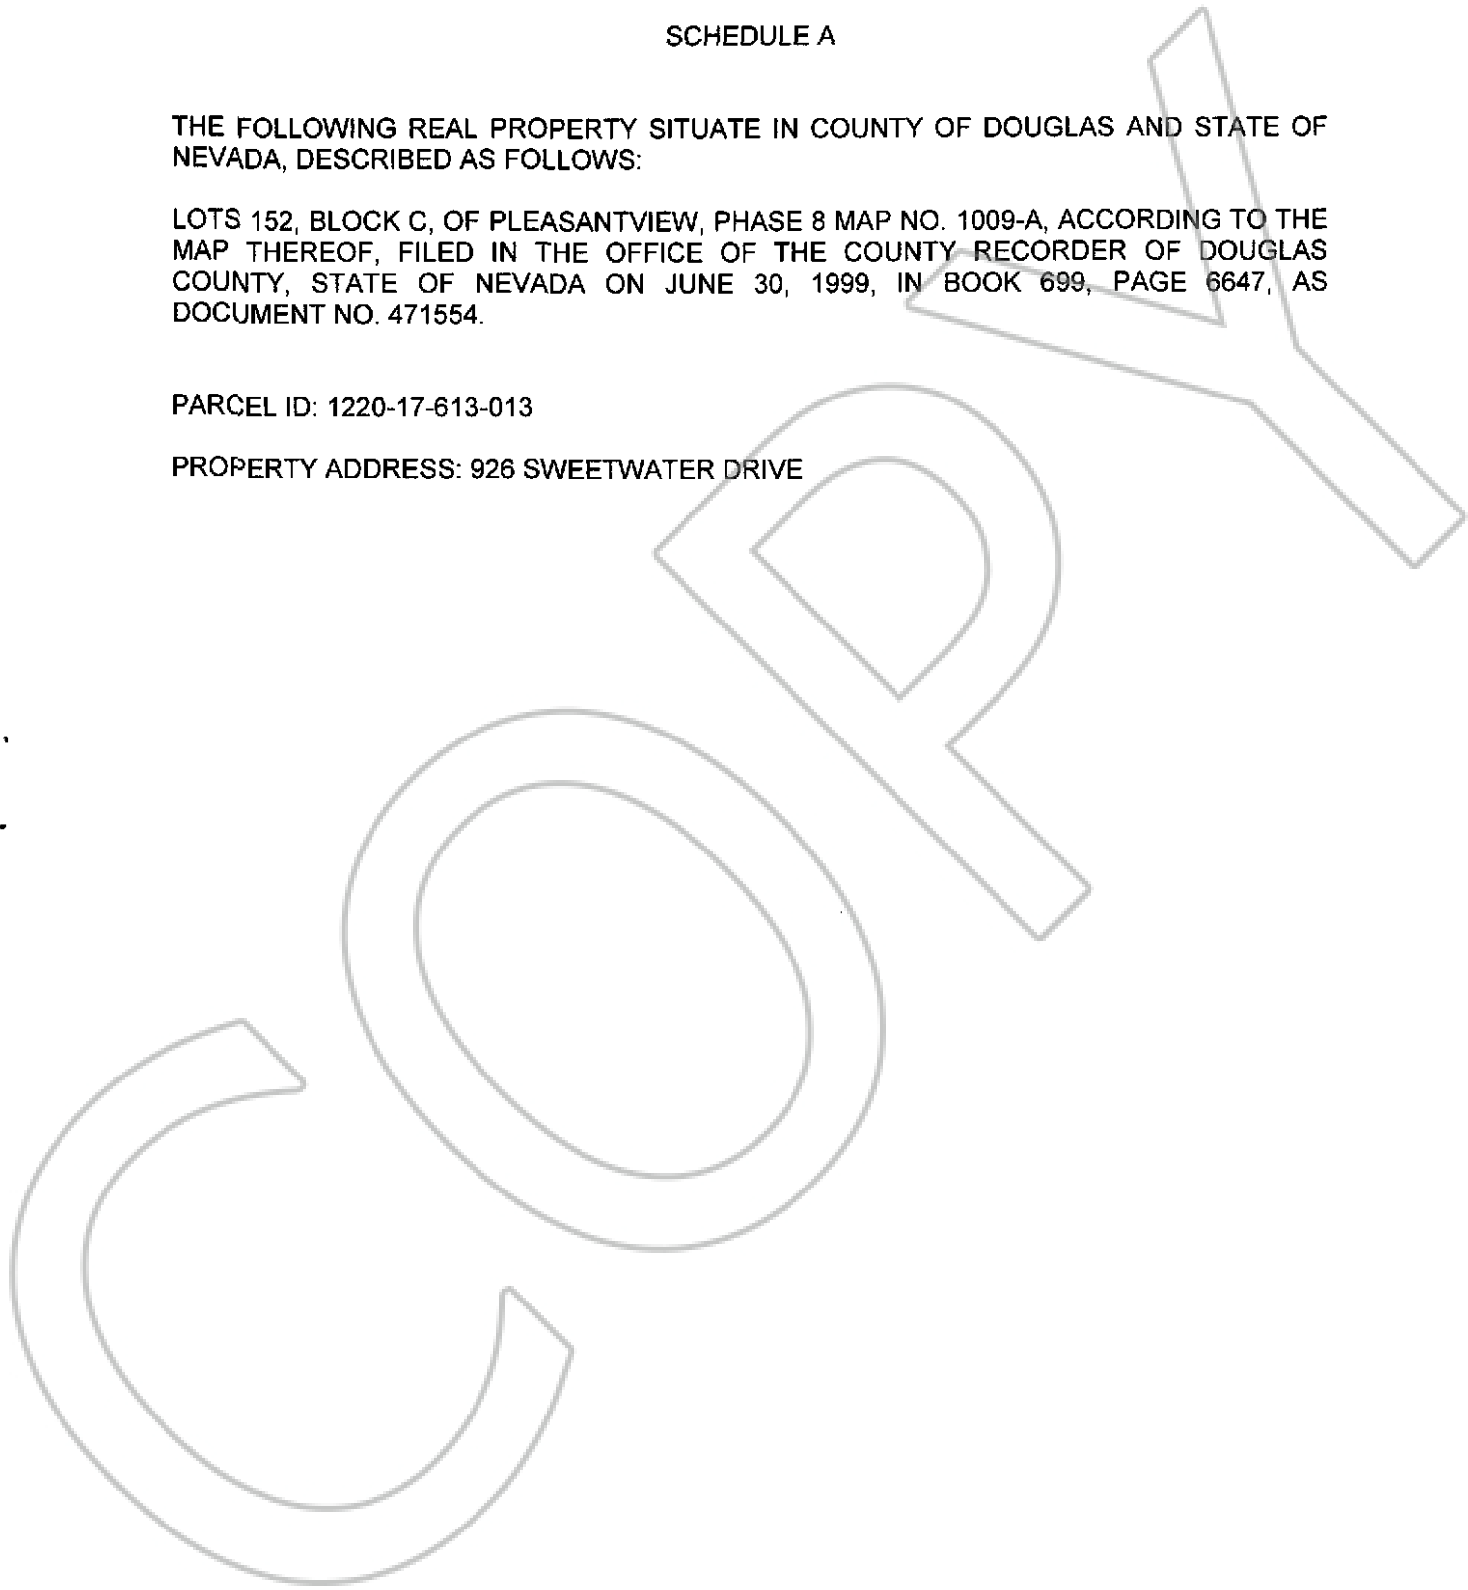 SCHEDULE A
THE FOLLOWING REAL PROPERTY SITUATE IN COUNTY OF DOUGLAS AND STATE OF
NEVADA, DESCRIBED AS FOLLOWS:
LOTS 152, BLOCK C, OF PLEASANTVIEW, PHASE 8 MAP NO. 1009-A, ACCORDING TO THE
MAP THEREOF, FILED IN THE OFFICE OF THE COUNTY RECORDER OF DOUGLAS
COUNTY, STATE OF NEVADA ON JUNE 30, 1999, IN BOOK 699, PAGE 6647, AS
DOCUMENT NO. 471554.
PARCEL ID: 1220-17-613-013
PROPERTY ADDRESS: 926 SWEETWATER DRIVE
COPY